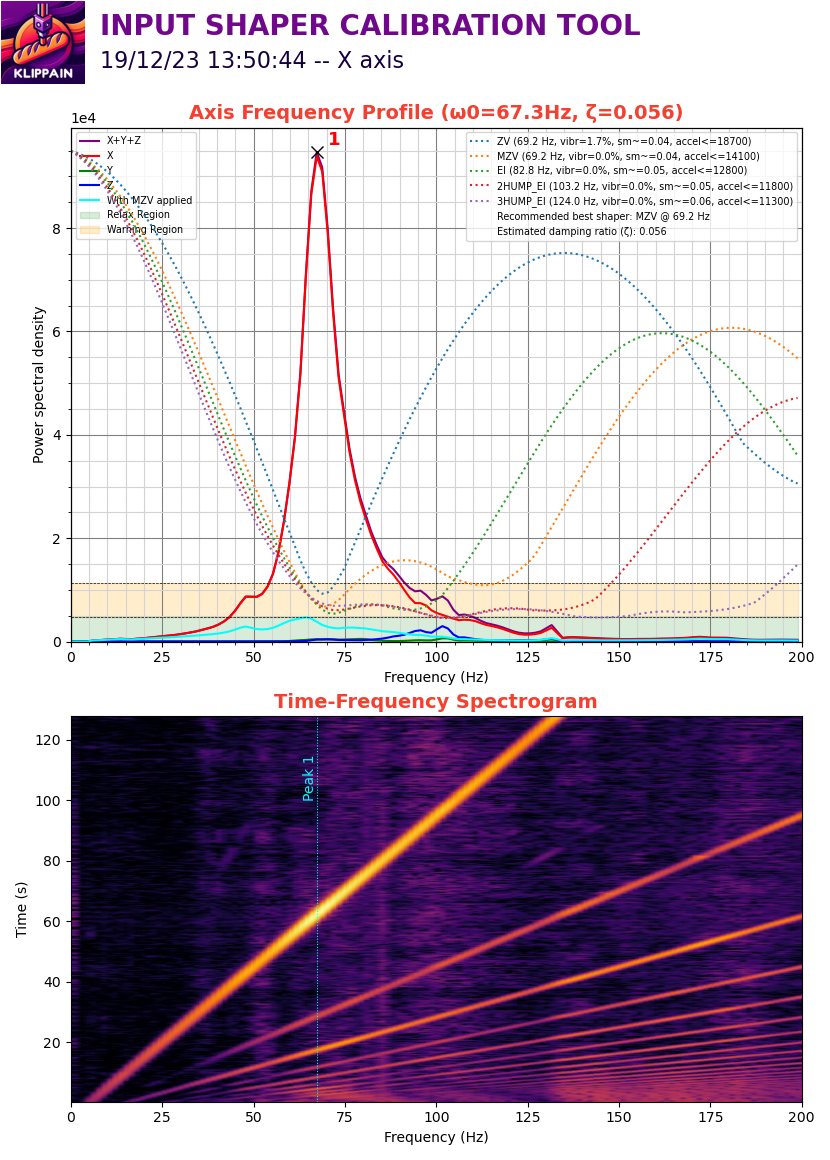 INPUT SHAPER CALIBRATION TOOL
KLIPPAIN
19/12/23 13:50:44 -- X axis
Axis Frequency Profile (ω0=67.3Hz, ζ=0.056)
1e4
1
X+Y+Z
X
Y
Z
With MZV applied
Relax Region
Warning Region
ZV (69.2 Hz, vibr=1.7%, sm~=0.04, accel<=18700)
MZV (69.2 Hz, vibr=0.0%, sm~=0.04, accel<=14100)
EI (82.8 Hz, vibr=0.0%, sm~=0.05, accel<=12800)
2HUMP_EI (103.2 Hz, vibr=0.0%, sm~=0.05, accel<=11800)
3HUMP_EI (124.0 Hz, vibr=0.0%, sm~=0.06, accel<=11300)
Recommended best shaper: MZV @ 69.2 Hz
Estimated damping ratio (ζ): 0.056
Power spectral density
8
6
4
2
0
0 25 50 75 100 125 150 175 200
Frequency (Hz)
Time-Frequency Spectrogram
Peak 1
Time (s)
120
100
80
60
40
20
0 25 50 75 100 125 150 175 200
Frequency (Hz)